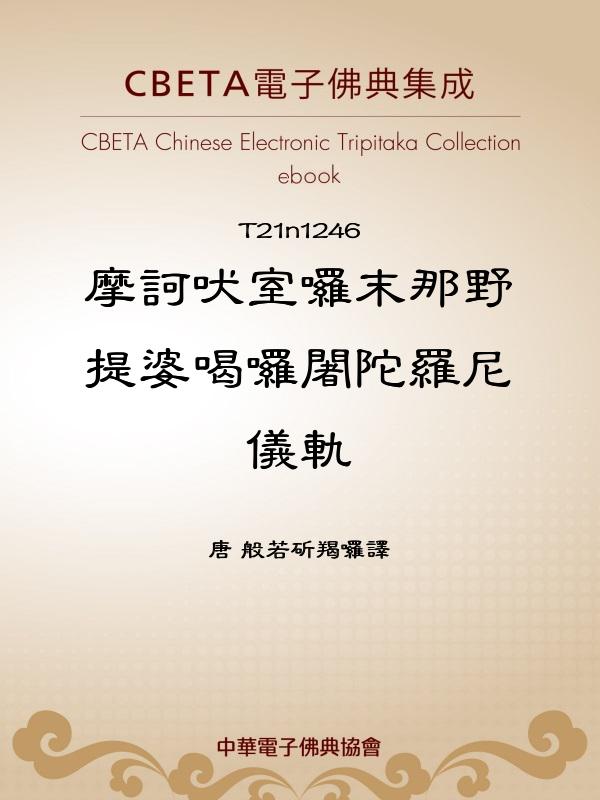 CBETA電子佛典集成
CBETA Chinese Electronic Tripitaka Collection
ebook
T21n1246
摩訶吠室囉末那野
提婆喝囉闍陀羅尼
儀軌
唐 般若斫羯囉譯
中華電子佛典協會